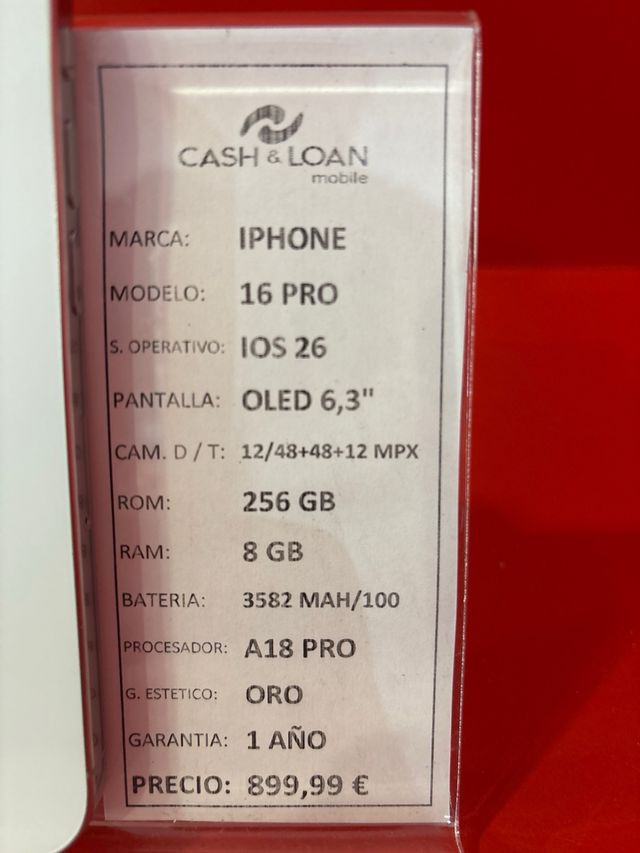 CASH & LOAN
mobile
MARCA: IPHONE
MODELO: 16 PRO
S. OPERATIVO: IOS 26
PANTALLA: OLED 6,3"
CAM. D / T: 12/48+48+12 MPX
ROM: 256 GB
RAM: 8 GB
BATERIA: 3582 MAH/100
PROCESADOR: A18 PRO
G. ESTETICO: ORO
GARANTIA: 1 AÑO
PRECIO: 899,99 €